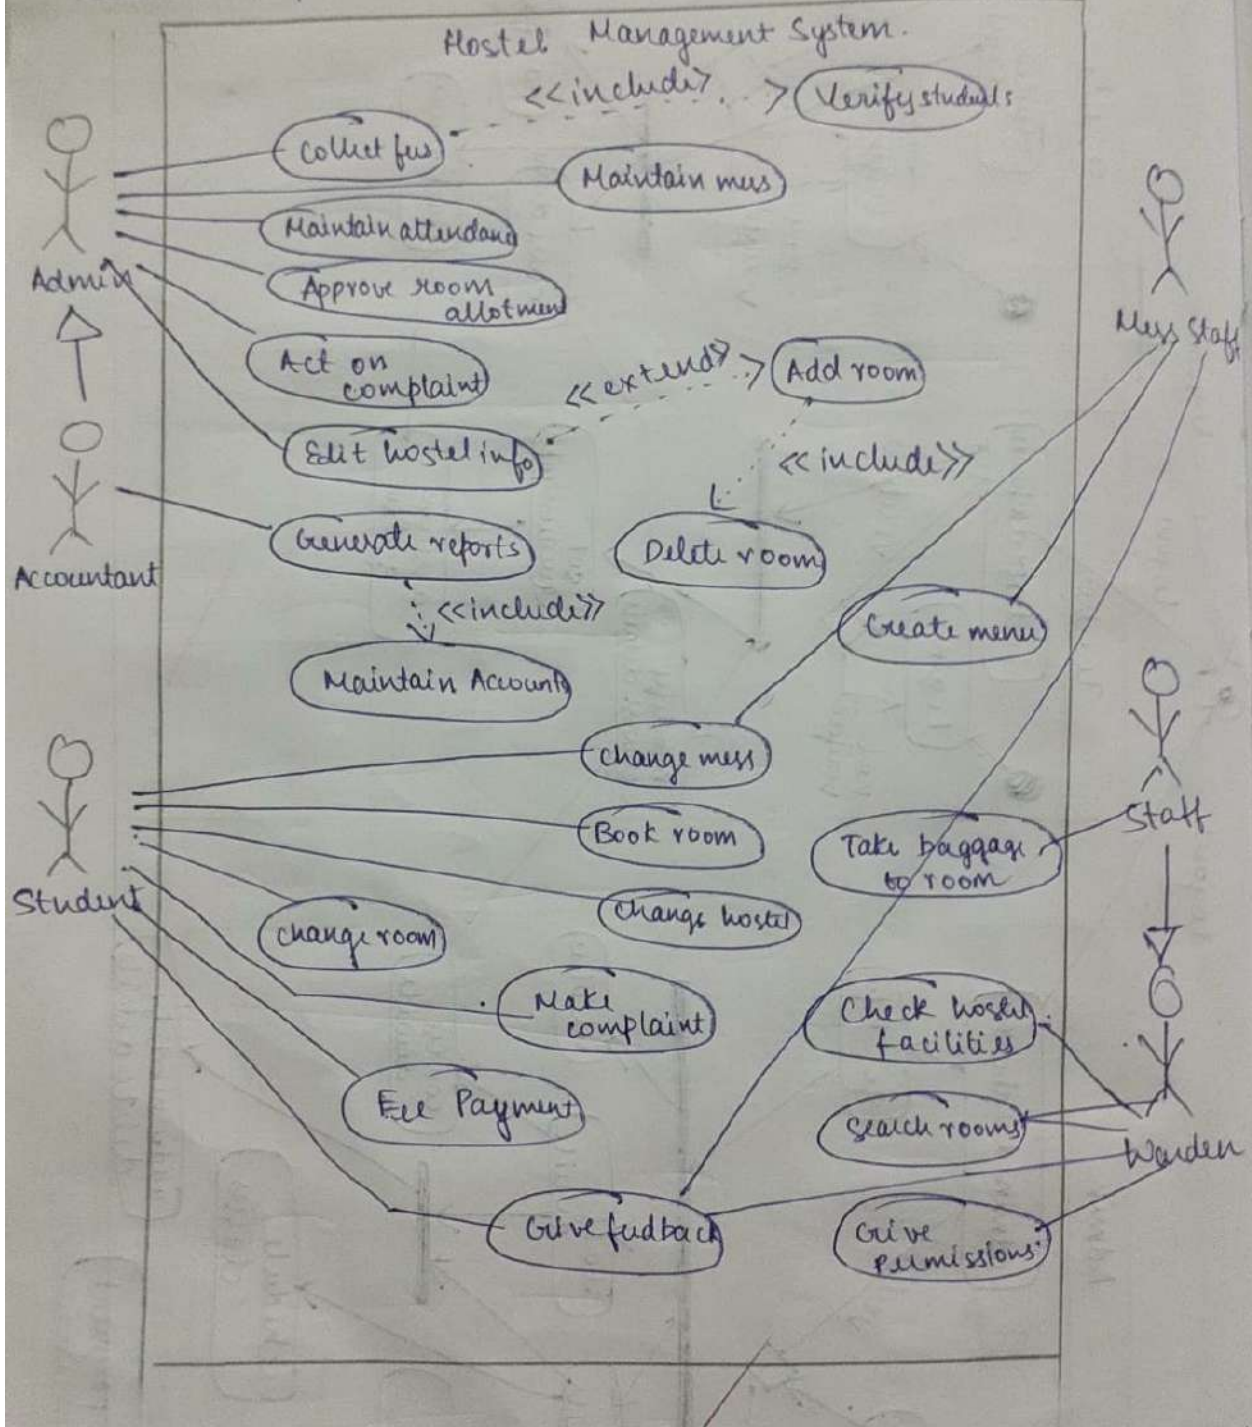 Hostel Management System.
<<include>>
Verify students
Collect fees
Maintain mess
Maintain attendance
Admin
Approve room
allotment
Mess Staff
Act on
complaint
<<extend>>
Add room
Edit hostel info
<<include>>
Generate reports
Delete room
Accountant
<<include>>
Create menu
Maintain Accounts
Change mess
Book room
Staff
Take baggage
to room
Student
Change hostel
Change room
Make
complaint
Check hostel
facilities
Fee Payment
Search rooms
Warden
Give feedback
Give
permissions